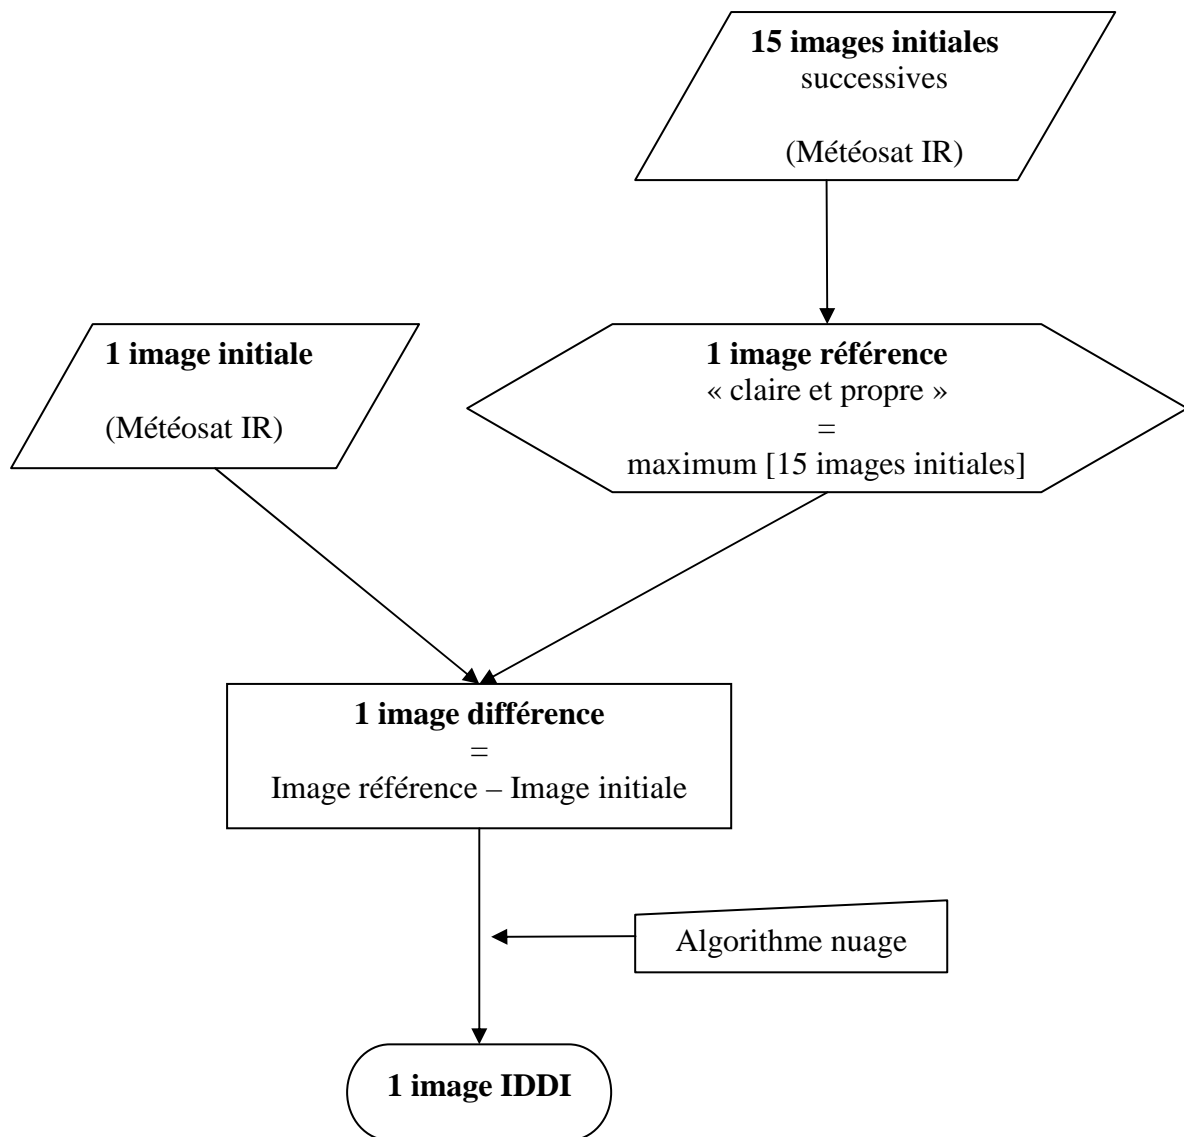 15 images initiales
successives
(Météosat IR)
1 image initiale
(Météosat IR)
1 image référence
« claire et propre »
=
maximum [15 images initiales]
1 image différence
=
Image référence – Image initiale
Algorithme nuage
1 image IDDI